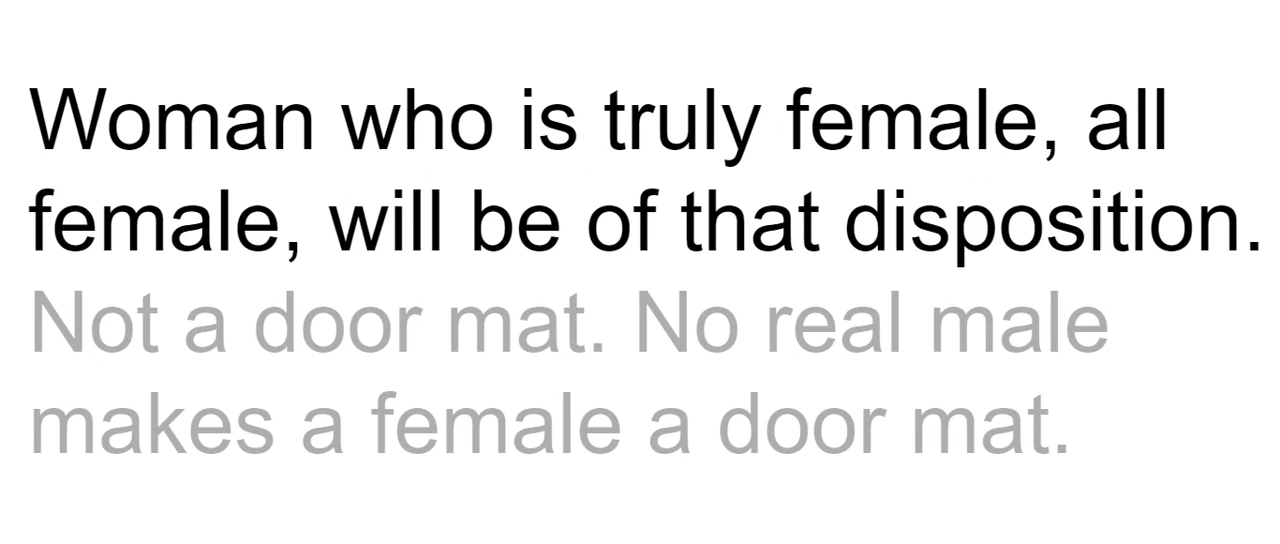 Woman who is truly female, all
female, will be of that disposition.
Not a door mat. No real male
makes a female a door mat.